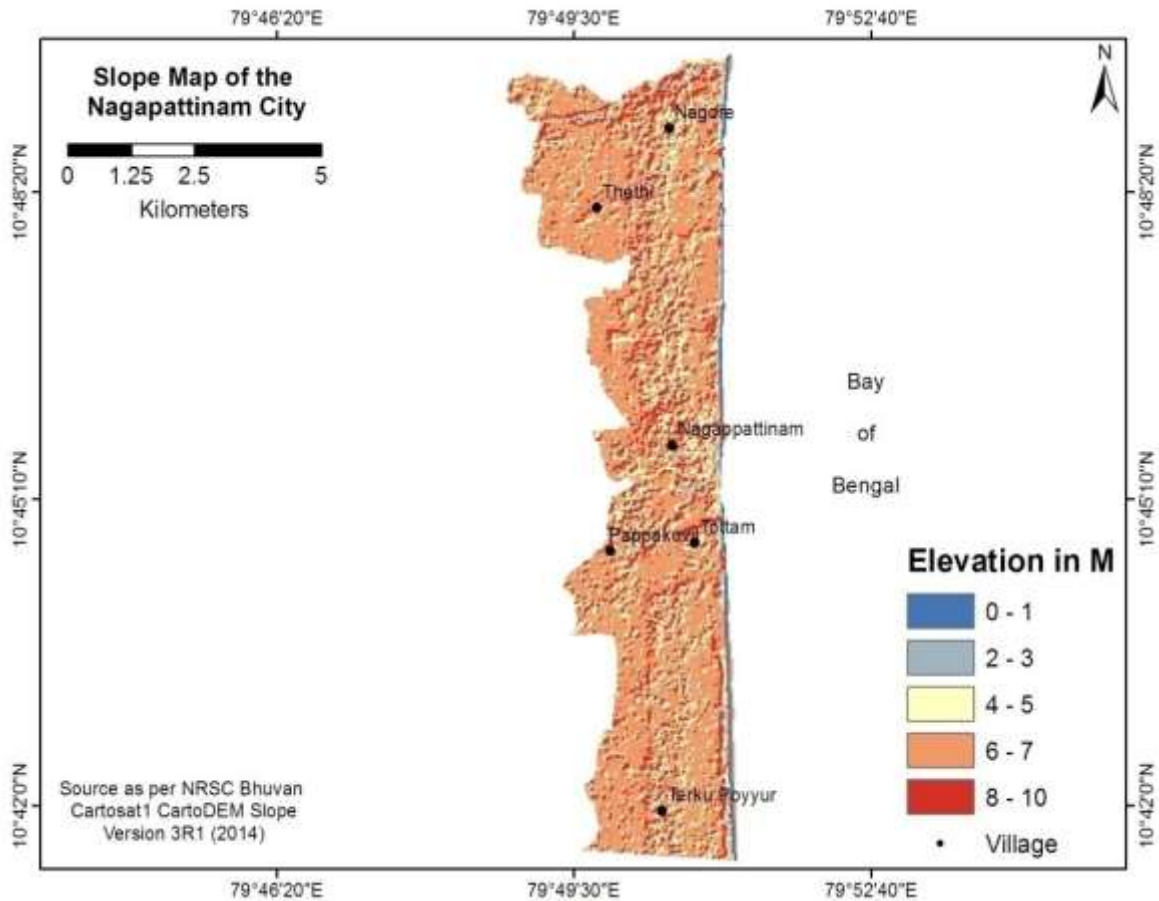 79°46'20"E
79°49'30"E
79°52'40"E
Slope Map of the
Nagapattinam City
0 1.25 2.5 5
Kilometers
N
10°48'20"N
10°48'20"N
Nagore
Thethi
Bay
of
Bengal
Nagappattinam
10°45'10"N
10°45'10"N
Tottam
Pappakovil
Elevation in M
0 - 1
2 - 3
4 - 5
6 - 7
8 - 10
Village
Terku Poyyur
10°42'0"N
10°42'0"N
Source as per NRSC Bhuvan
Cartosat1 CartoDEM Slope
Version 3R1 (2014)
79°46'20"E
79°49'30"E
79°52'40"E